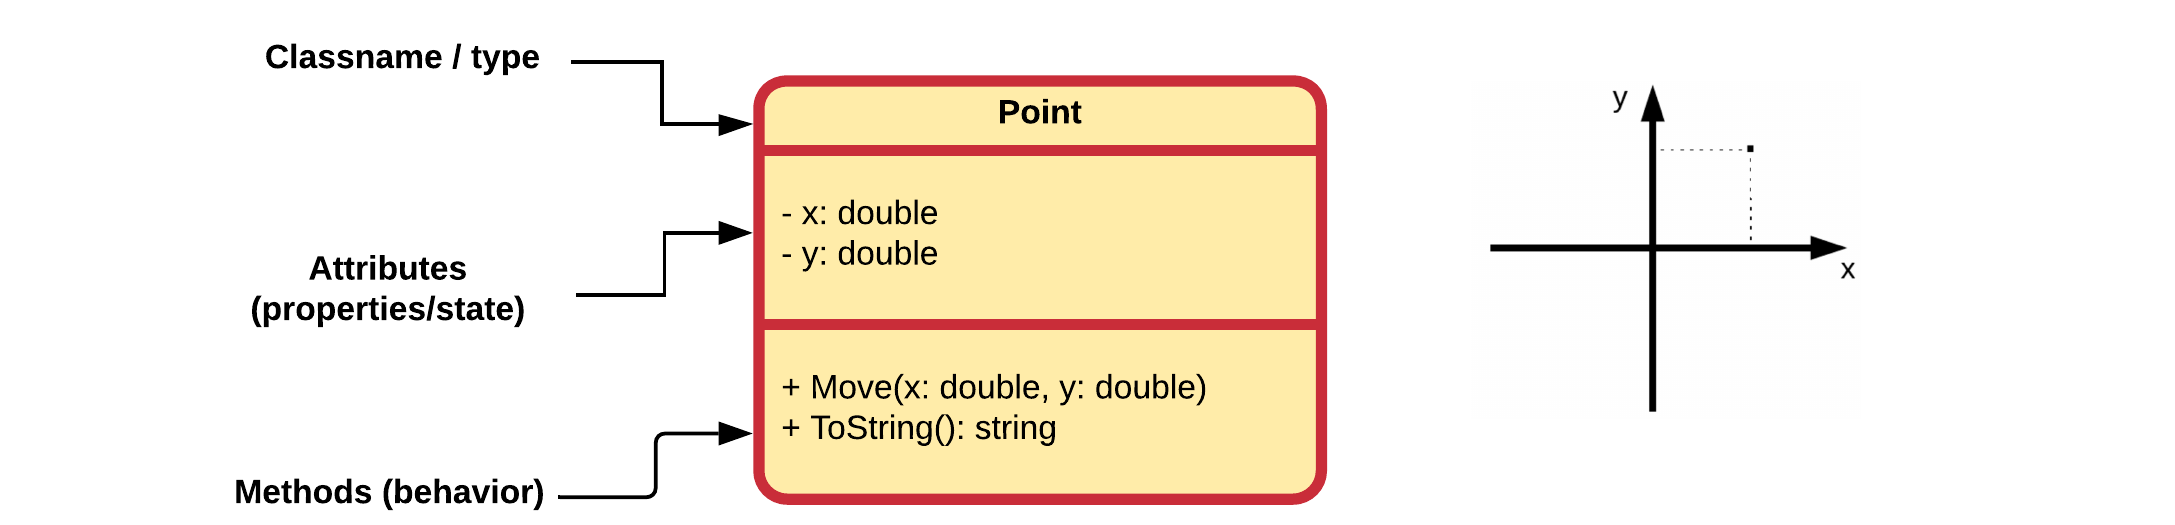 Classname / type
Point
- x: double
- y: double
Attributes
(properties/state)
+ Move(x: double, y: double)
+ ToString(): string
Methods (behavior)
y
x